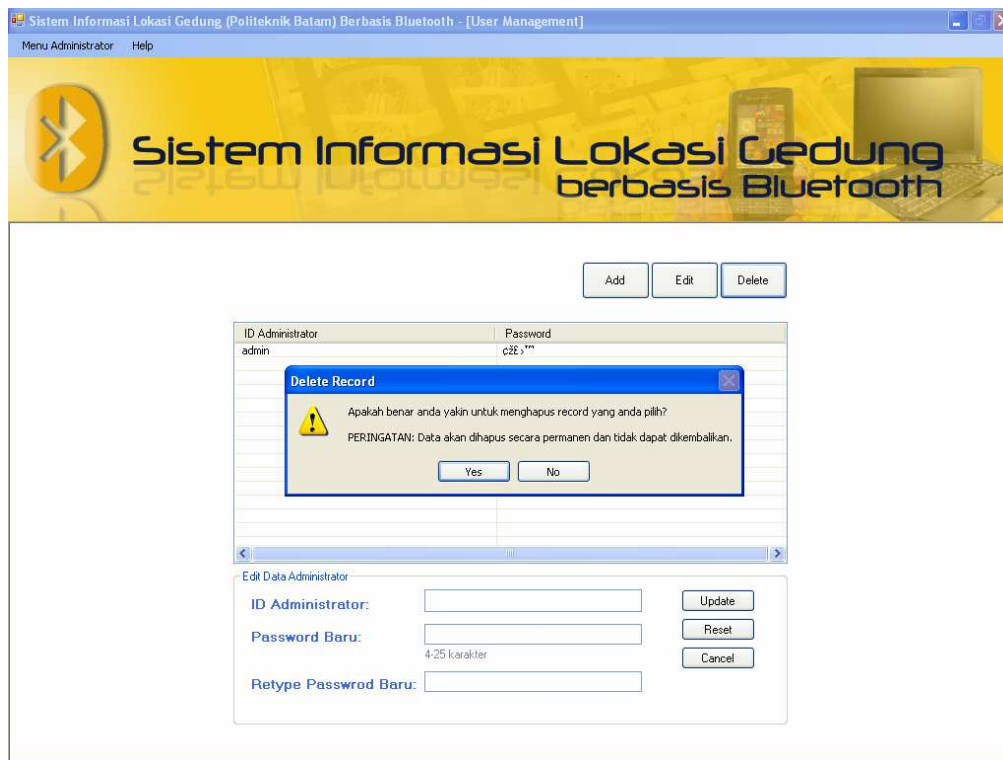 Sistem Informasi Lokasi Gedung (Politeknik Batam) Berbasis Bluetooth - [User Management]
Menu Administrator Help
Sistem Informasi Lokasi Gedung
berbasis Bluetooth
Add Edit Delete
ID Administrator Password
admin ¢ž£›™
Delete Record
Apakah benar anda yakin untuk menghapus record yang anda pilih?
PERINGATAN: Data akan dihapus secara permanen dan tidak dapat dikembalikan.
Yes No
Edit Data Administrator
ID Administrator:
Update
Password Baru:
Reset
4-25 karakter
Cancel
Retype Passwrod Baru: